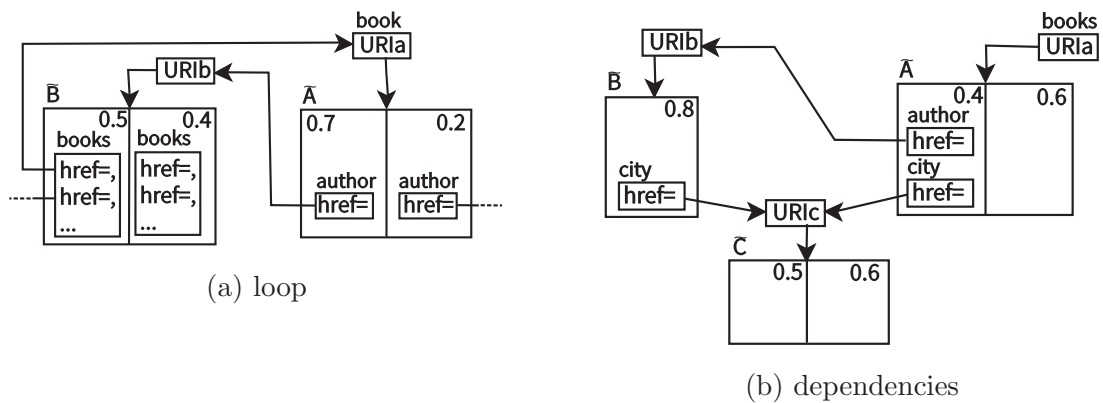 book
URIa
URIb
B̃
Ã
0.5
0.4
0.7
0.2
books
books
href=,
href=,
...
href=,
href=,
...
author
href=
author
href=
(a) loop
books
URIa
URIb
B̃
Ã
0.8
0.4
0.6
author
href=
city
href=
city
href=
URIc
C̃
0.5
0.6
(b) dependencies